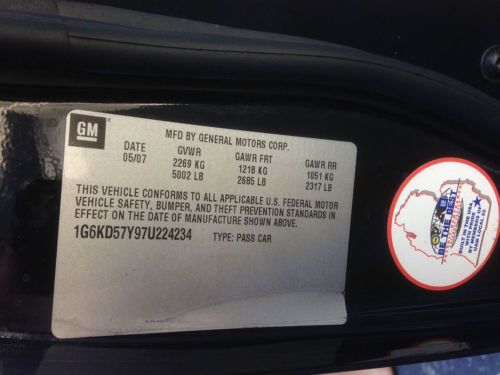 GM
MFD BY GENERAL MOTORS CORP.
DATE GVWR GAWR FRT GAWR RR
05/07 2269 KG 1218 KG 1051 KG
5002 LB 2685 LB 2317 LB
THIS VEHICLE CONFORMS TO ALL APPLICABLE U.S. FEDERAL MOTOR
VEHICLE SAFETY, BUMPER, AND THEFT PREVENTION STANDARDS IN
EFFECT ON THE DATE OF MANUFACTURE SHOWN ABOVE.
1G6KD57Y97U224234 TYPE: PASS CAR